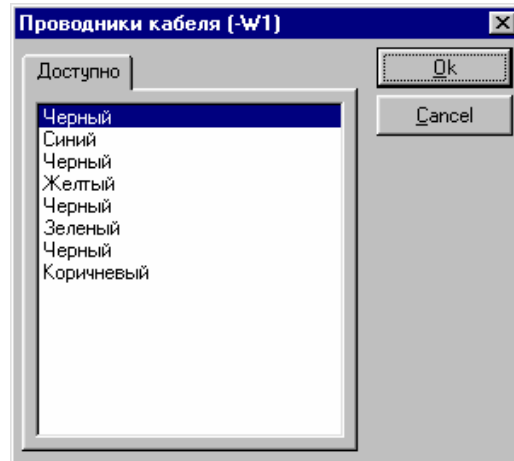 Проводники кабеля (-W1)
Доступно
Ok
Cancel
Черный
Синий
Черный
Желтый
Черный
Зеленый
Черный
Коричневый